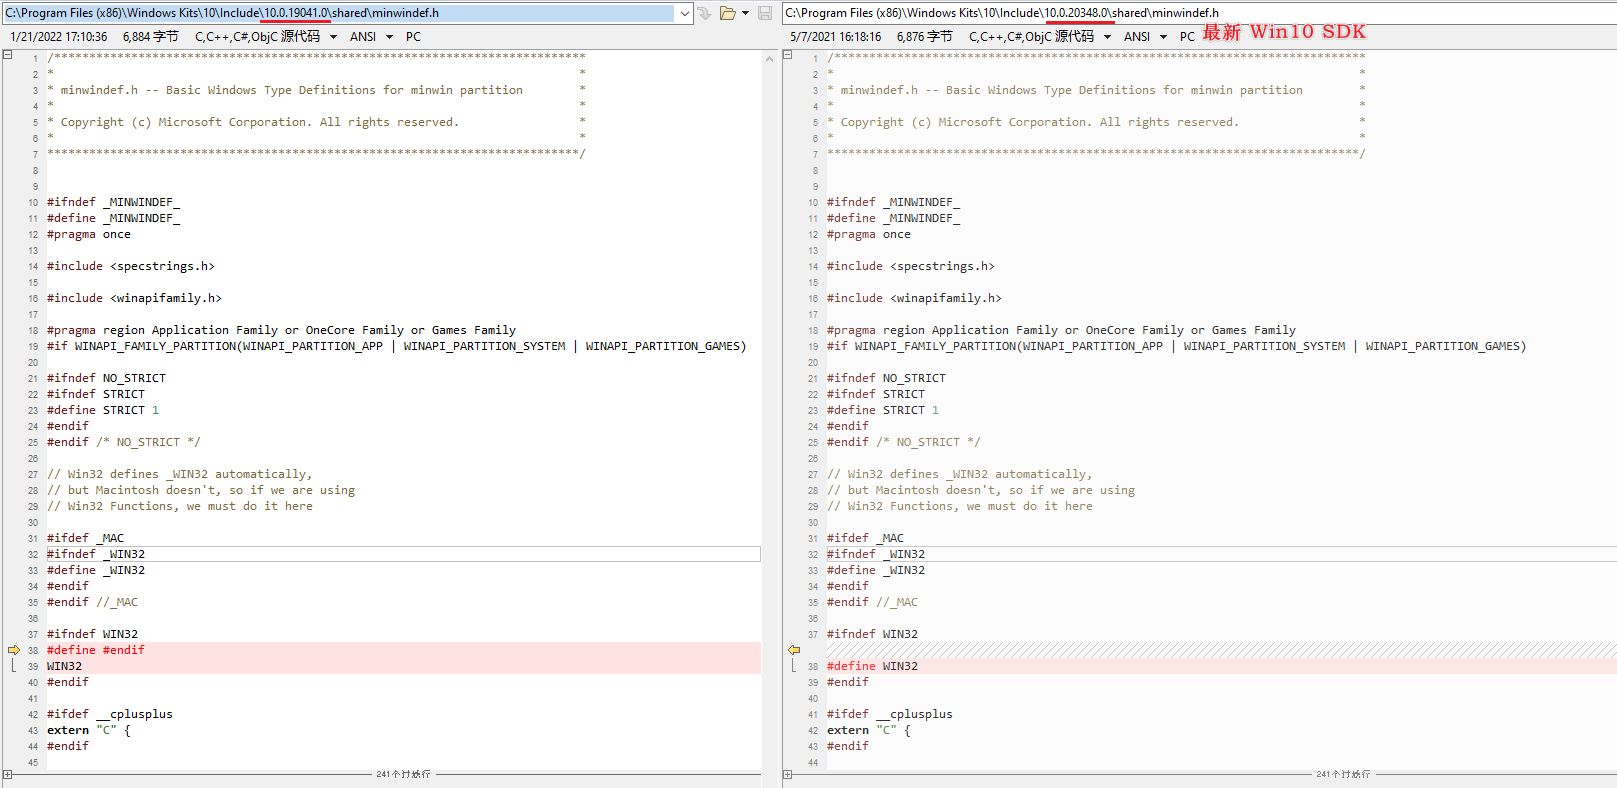 C:\Program Files (x86)\Windows Kits\10\Include\10.0.19041.0\shared\minwindef.h
1/21/2022 17:10:36 6,884 字节 C,C++,C#,ObjC 源代码 ANSI PC
1 /****************************************************************************
2 * *
3 * minwindef.h -- Basic Windows Type Definitions for minwin partition *
4 * *
5 * Copyright (c) Microsoft Corporation. All rights reserved. *
6 * *
7 ****************************************************************************/
8
9
10 #ifndef _MINWINDEF_
11 #define _MINWINDEF_
12 #pragma once
13
14 #include <specstrings.h>
15
16 #include <winapifamily.h>
17
18 #pragma region Application Family or OneCore Family or Games Family
19 #if WINAPI_FAMILY_PARTITION(WINAPI_PARTITION_APP | WINAPI_PARTITION_SYSTEM | WINAPI_PARTITION_GAMES)
20
21 #ifndef NO_STRICT
22 #ifndef STRICT
23 #define STRICT 1
24 #endif
25 #endif /* NO_STRICT */
26
27 // Win32 defines _WIN32 automatically,
28 // but Macintosh doesn't, so if we are using
29 // Win32 Functions, we must do it here
30
31 #ifdef _MAC
32 #ifndef _WIN32
33 #define _WIN32
34 #endif
35 #endif //_MAC
36
37 #ifndef WIN32
38 #define #endif
39 WIN32
40 #endif
41
42 #ifdef __cplusplus
43 extern "C" {
44 #endif
45
241个过滤行
C:\Program Files (x86)\Windows Kits\10\Include\10.0.20348.0\shared\minwindef.h
5/7/2021 16:18:16 6,876 字节 C,C++,C#,ObjC 源代码 ANSI PC 最新 Win10 SDK
1 /****************************************************************************
2 * *
3 * minwindef.h -- Basic Windows Type Definitions for minwin partition *
4 * *
5 * Copyright (c) Microsoft Corporation. All rights reserved. *
6 * *
7 ****************************************************************************/
8
9
10 #ifndef _MINWINDEF_
11 #define _MINWINDEF_
12 #pragma once
13
14 #include <specstrings.h>
15
16 #include <winapifamily.h>
17
18 #pragma region Application Family or OneCore Family or Games Family
19 #if WINAPI_FAMILY_PARTITION(WINAPI_PARTITION_APP | WINAPI_PARTITION_SYSTEM | WINAPI_PARTITION_GAMES)
20
21 #ifndef NO_STRICT
22 #ifndef STRICT
23 #define STRICT 1
24 #endif
25 #endif /* NO_STRICT */
26
27 // Win32 defines _WIN32 automatically,
28 // but Macintosh doesn't, so if we are using
29 // Win32 Functions, we must do it here
30
31 #ifdef _MAC
32 #ifndef _WIN32
33 #define _WIN32
34 #endif
35 #endif //_MAC
36
37 #ifndef WIN32
38 #define WIN32
39 #endif
40
41 #ifdef __cplusplus
42 extern "C" {
43 #endif
44
241个过滤行